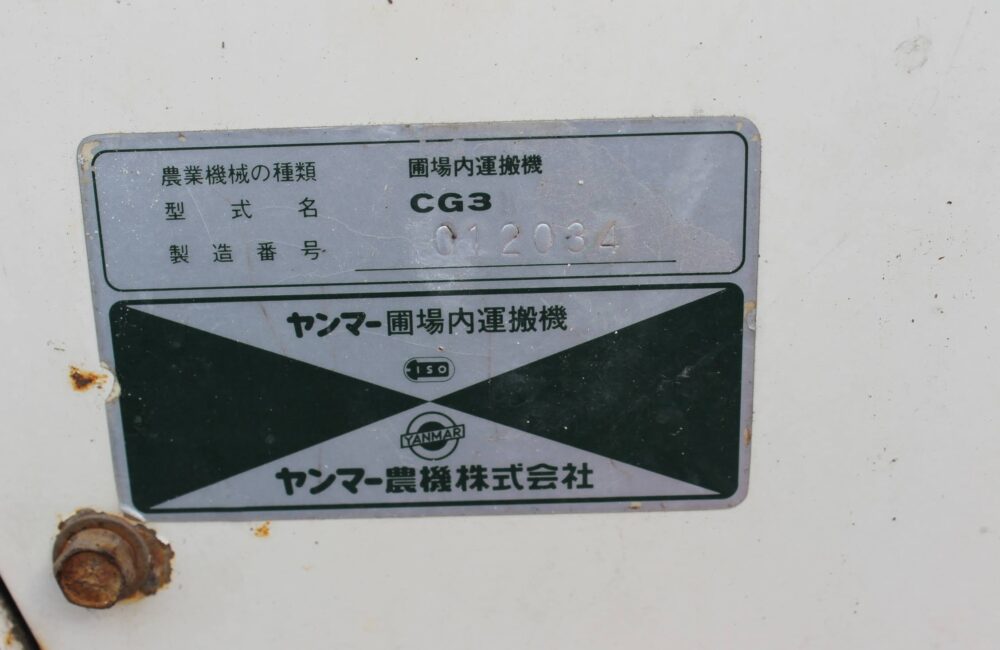 農業機械の種類 圃場内運搬機
型式名 CG3
製造番号 012034
ヤンマー圃場内運搬機
ISO
YANMAR
ヤンマー農機株式会社